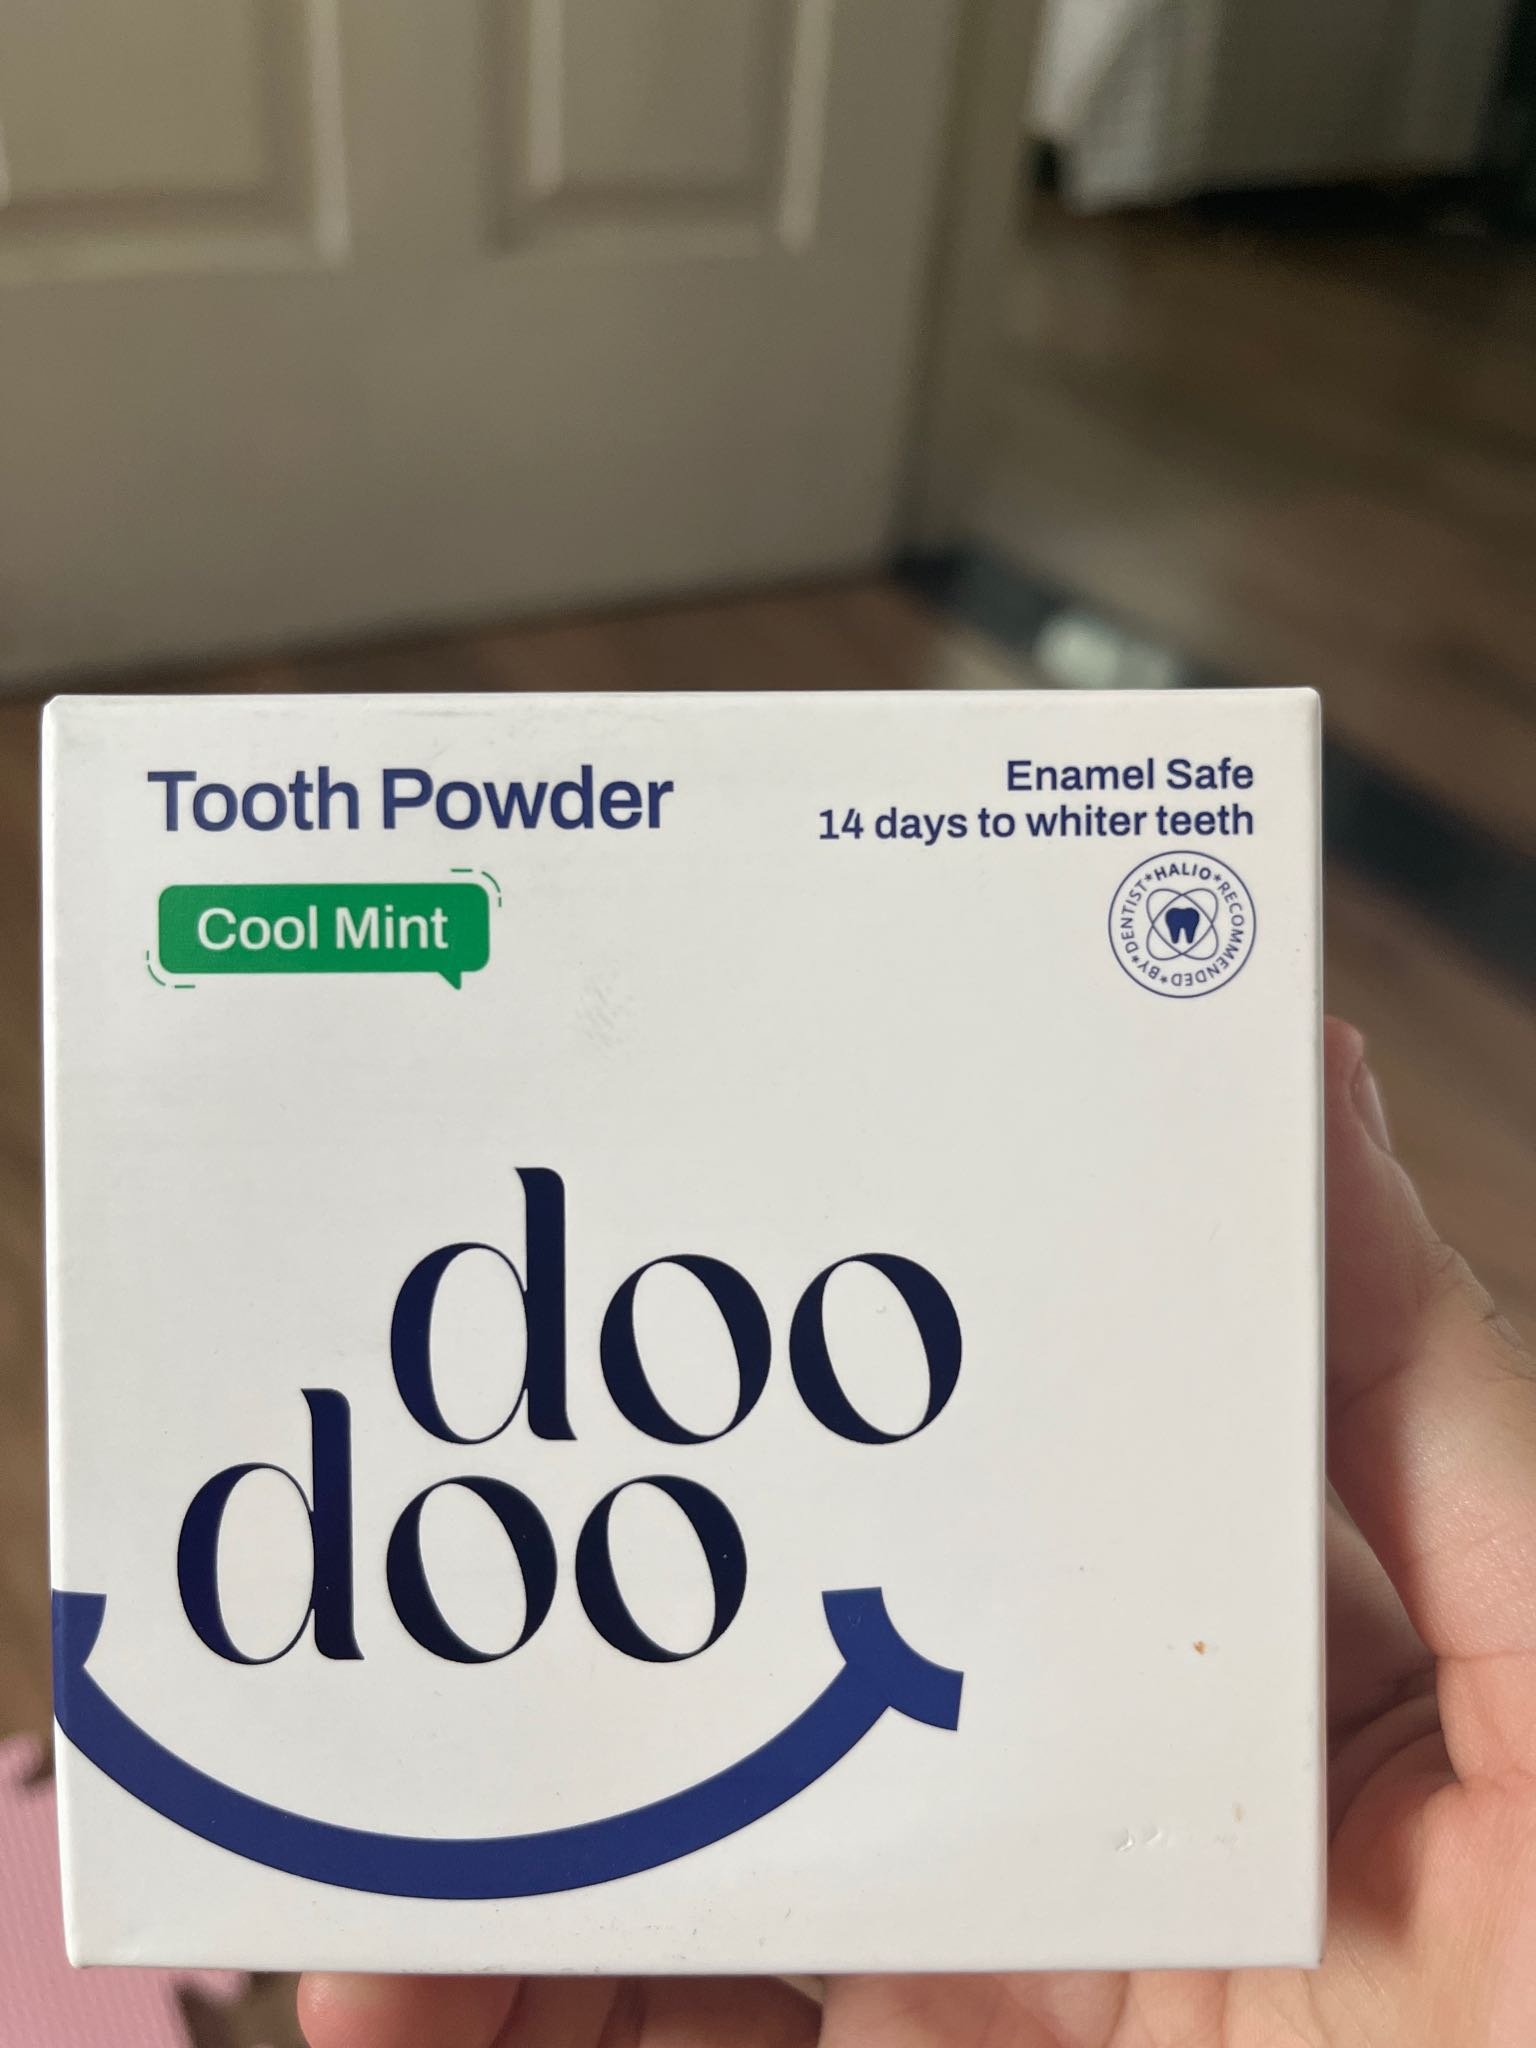 Tooth Powder
Cool Mint
Enamel Safe
14 days to whiter teeth
*HALIO*RECOMMENDED*BY*DENTIST
doo
doo